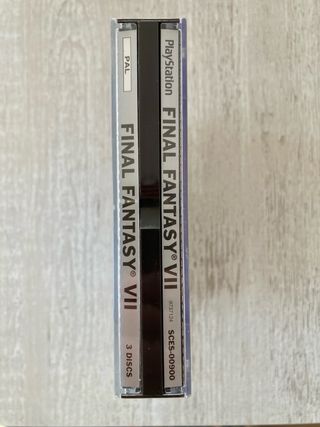 PAL FINAL FANTASY® VII 3 DISCS
PlayStation FINAL FANTASY® VII SCES-00900